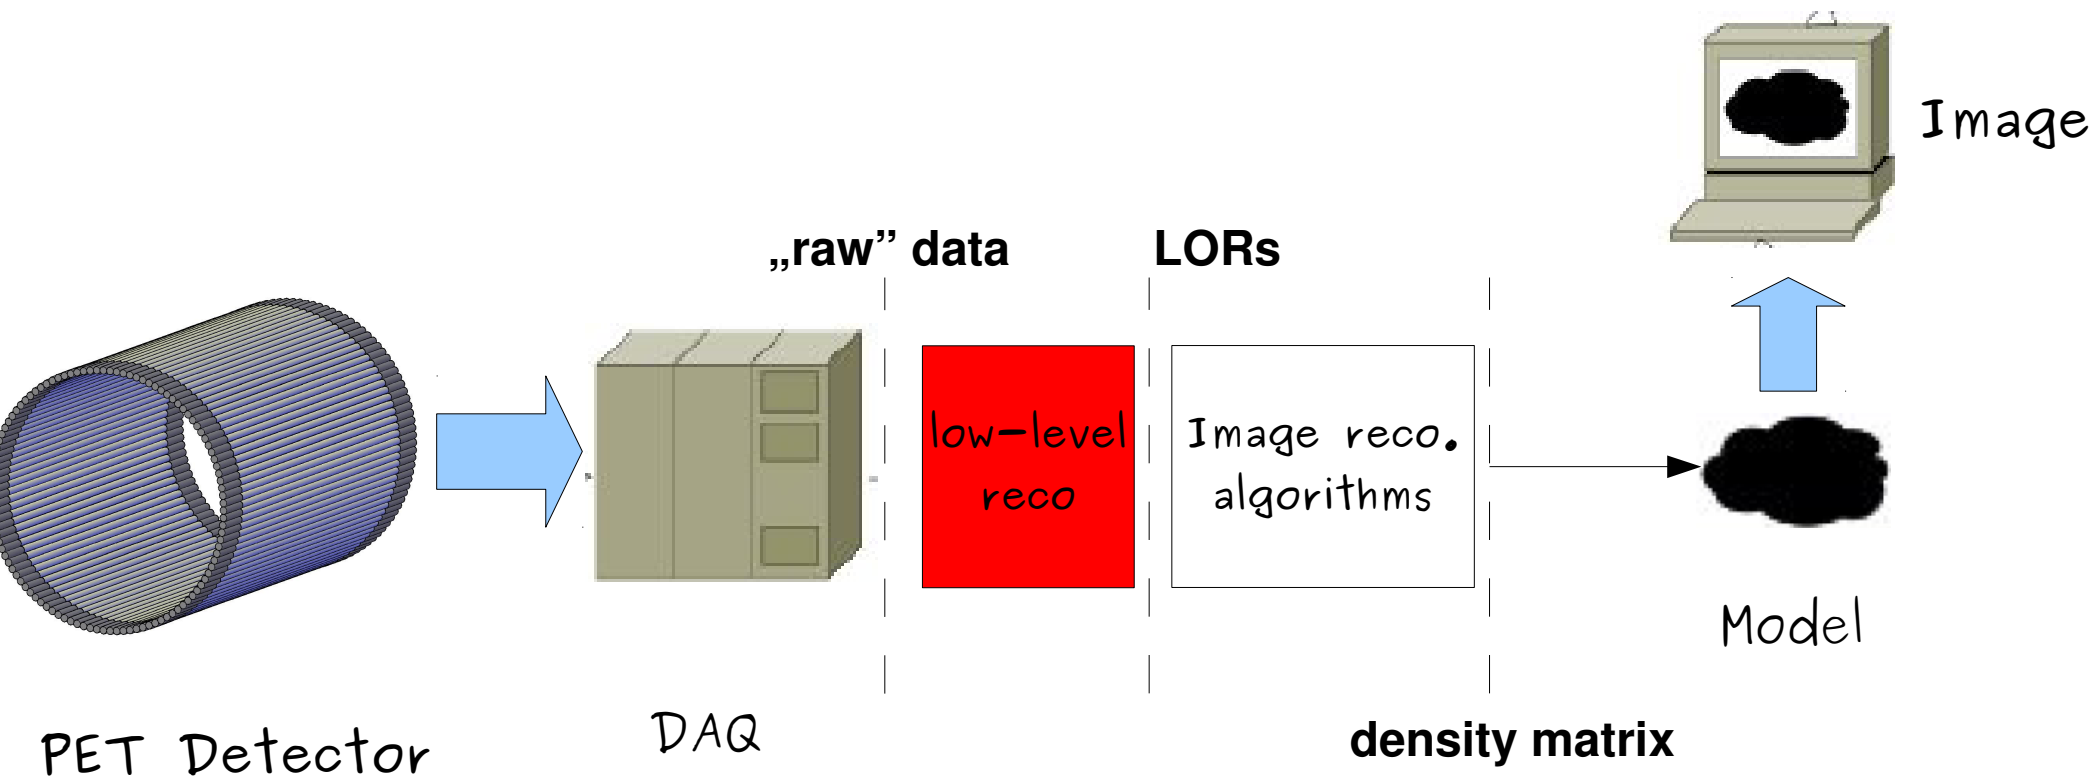 Image
„raw” data
LORs
low-level
reco
Image reco.
algorithms
Model
DAQ
PET Detector
density matrix